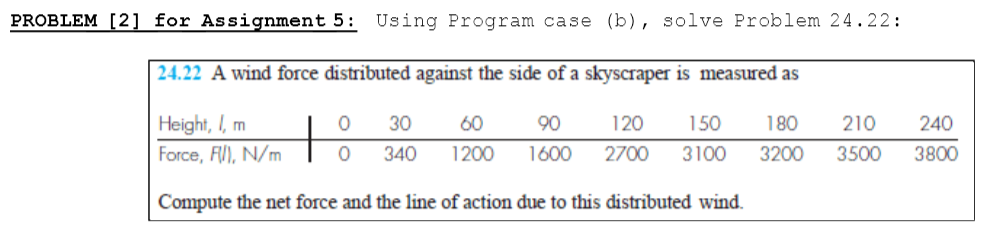 PROBLEM [2] for Assignment 5: Using Program case (b), solve Problem 24.22:
24.22 A wind force distributed against the side of a skyscraper is measured as
Height, l, m 0 30 60 90 120 150 180 210 240
Force, F(l), N/m 0 340 1200 1600 2700 3100 3200 3500 3800
Compute the net force and the line of action due to this distributed wind.